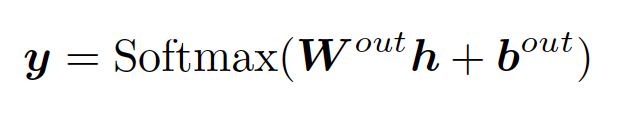 y = Softmax(W^{out} h + b^{out})